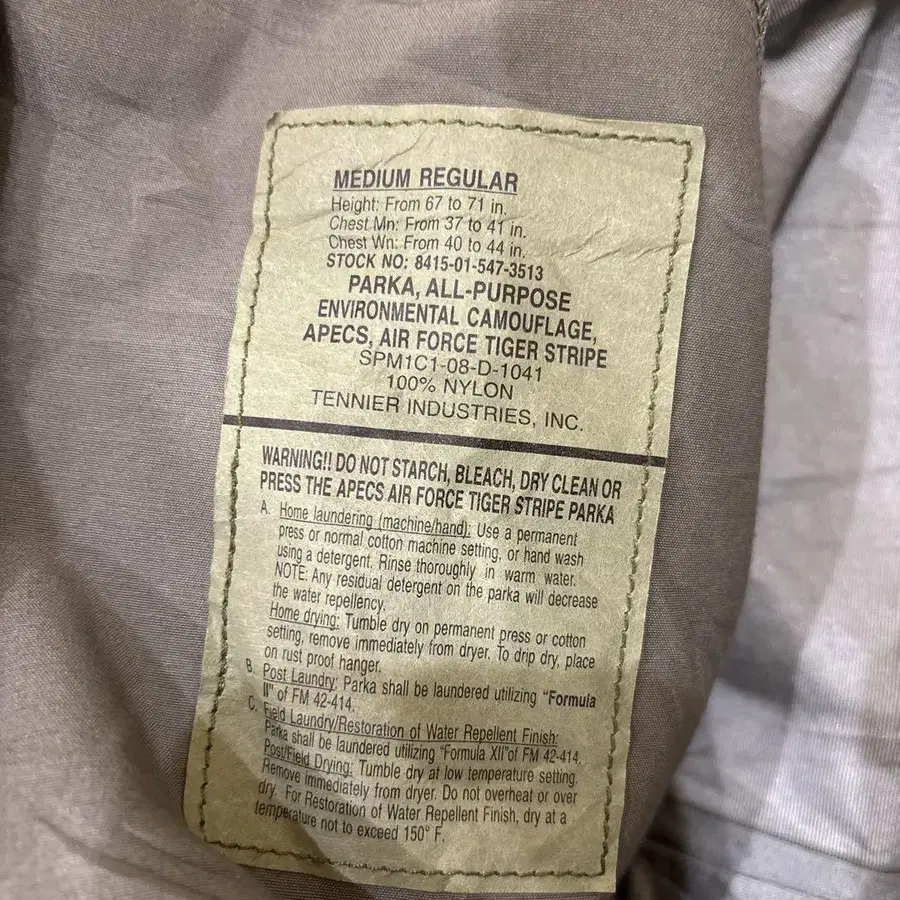 MEDIUM REGULAR
Height: From 67 to 71 in.
Chest Mn: From 37 to 41 in.
Chest Wn: From 40 to 44 in.
STOCK NO: 8415-01-547-3513
PARKA, ALL-PURPOSE
ENVIRONMENTAL CAMOUFLAGE,
APECS, AIR FORCE TIGER STRIPE
SPM1C1-08-D-1041
100% NYLON
TENNIER INDUSTRIES, INC.
WARNING!! DO NOT STARCH, BLEACH, DRY CLEAN OR
PRESS THE APECS AIR FORCE TIGER STRIPE PARKA
A. Home laundering (machine/hand): Use a permanent
press or normal cotton machine setting, or hand wash
using a detergent. Rinse thoroughly in warm water.
NOTE: Any residual detergent on the parka will decrease
the water repellency.
Home drying: Tumble dry on permanent press or cotton
setting, remove immediately from dryer. To drip dry, place
on rust proof hanger.
B. Post Laundry: Parka shall be laundered utilizing "Formula
II" of FM 42-414.
C. Field Laundry/Restoration of Water Repellent Finish:
Parka shall be laundered utilizing "Formula XII"of FM 42-414.
Post/Field Drying: Tumble dry at low temperature setting.
Remove immediately from dryer. Do not overheat or over
dry. For Restoration of Water Repellent Finish, dry at a
temperature not to exceed 150° F.